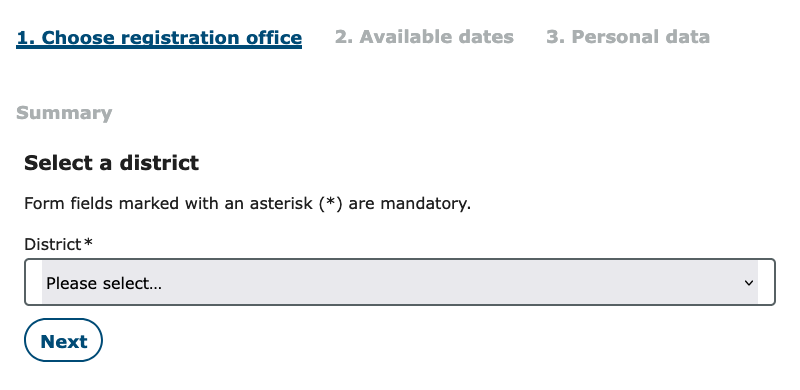 1. Choose registration office 2. Available dates 3. Personal data
Summary
Select a district
Form fields marked with an asterisk (*) are mandatory.
District*
Please select...
Next